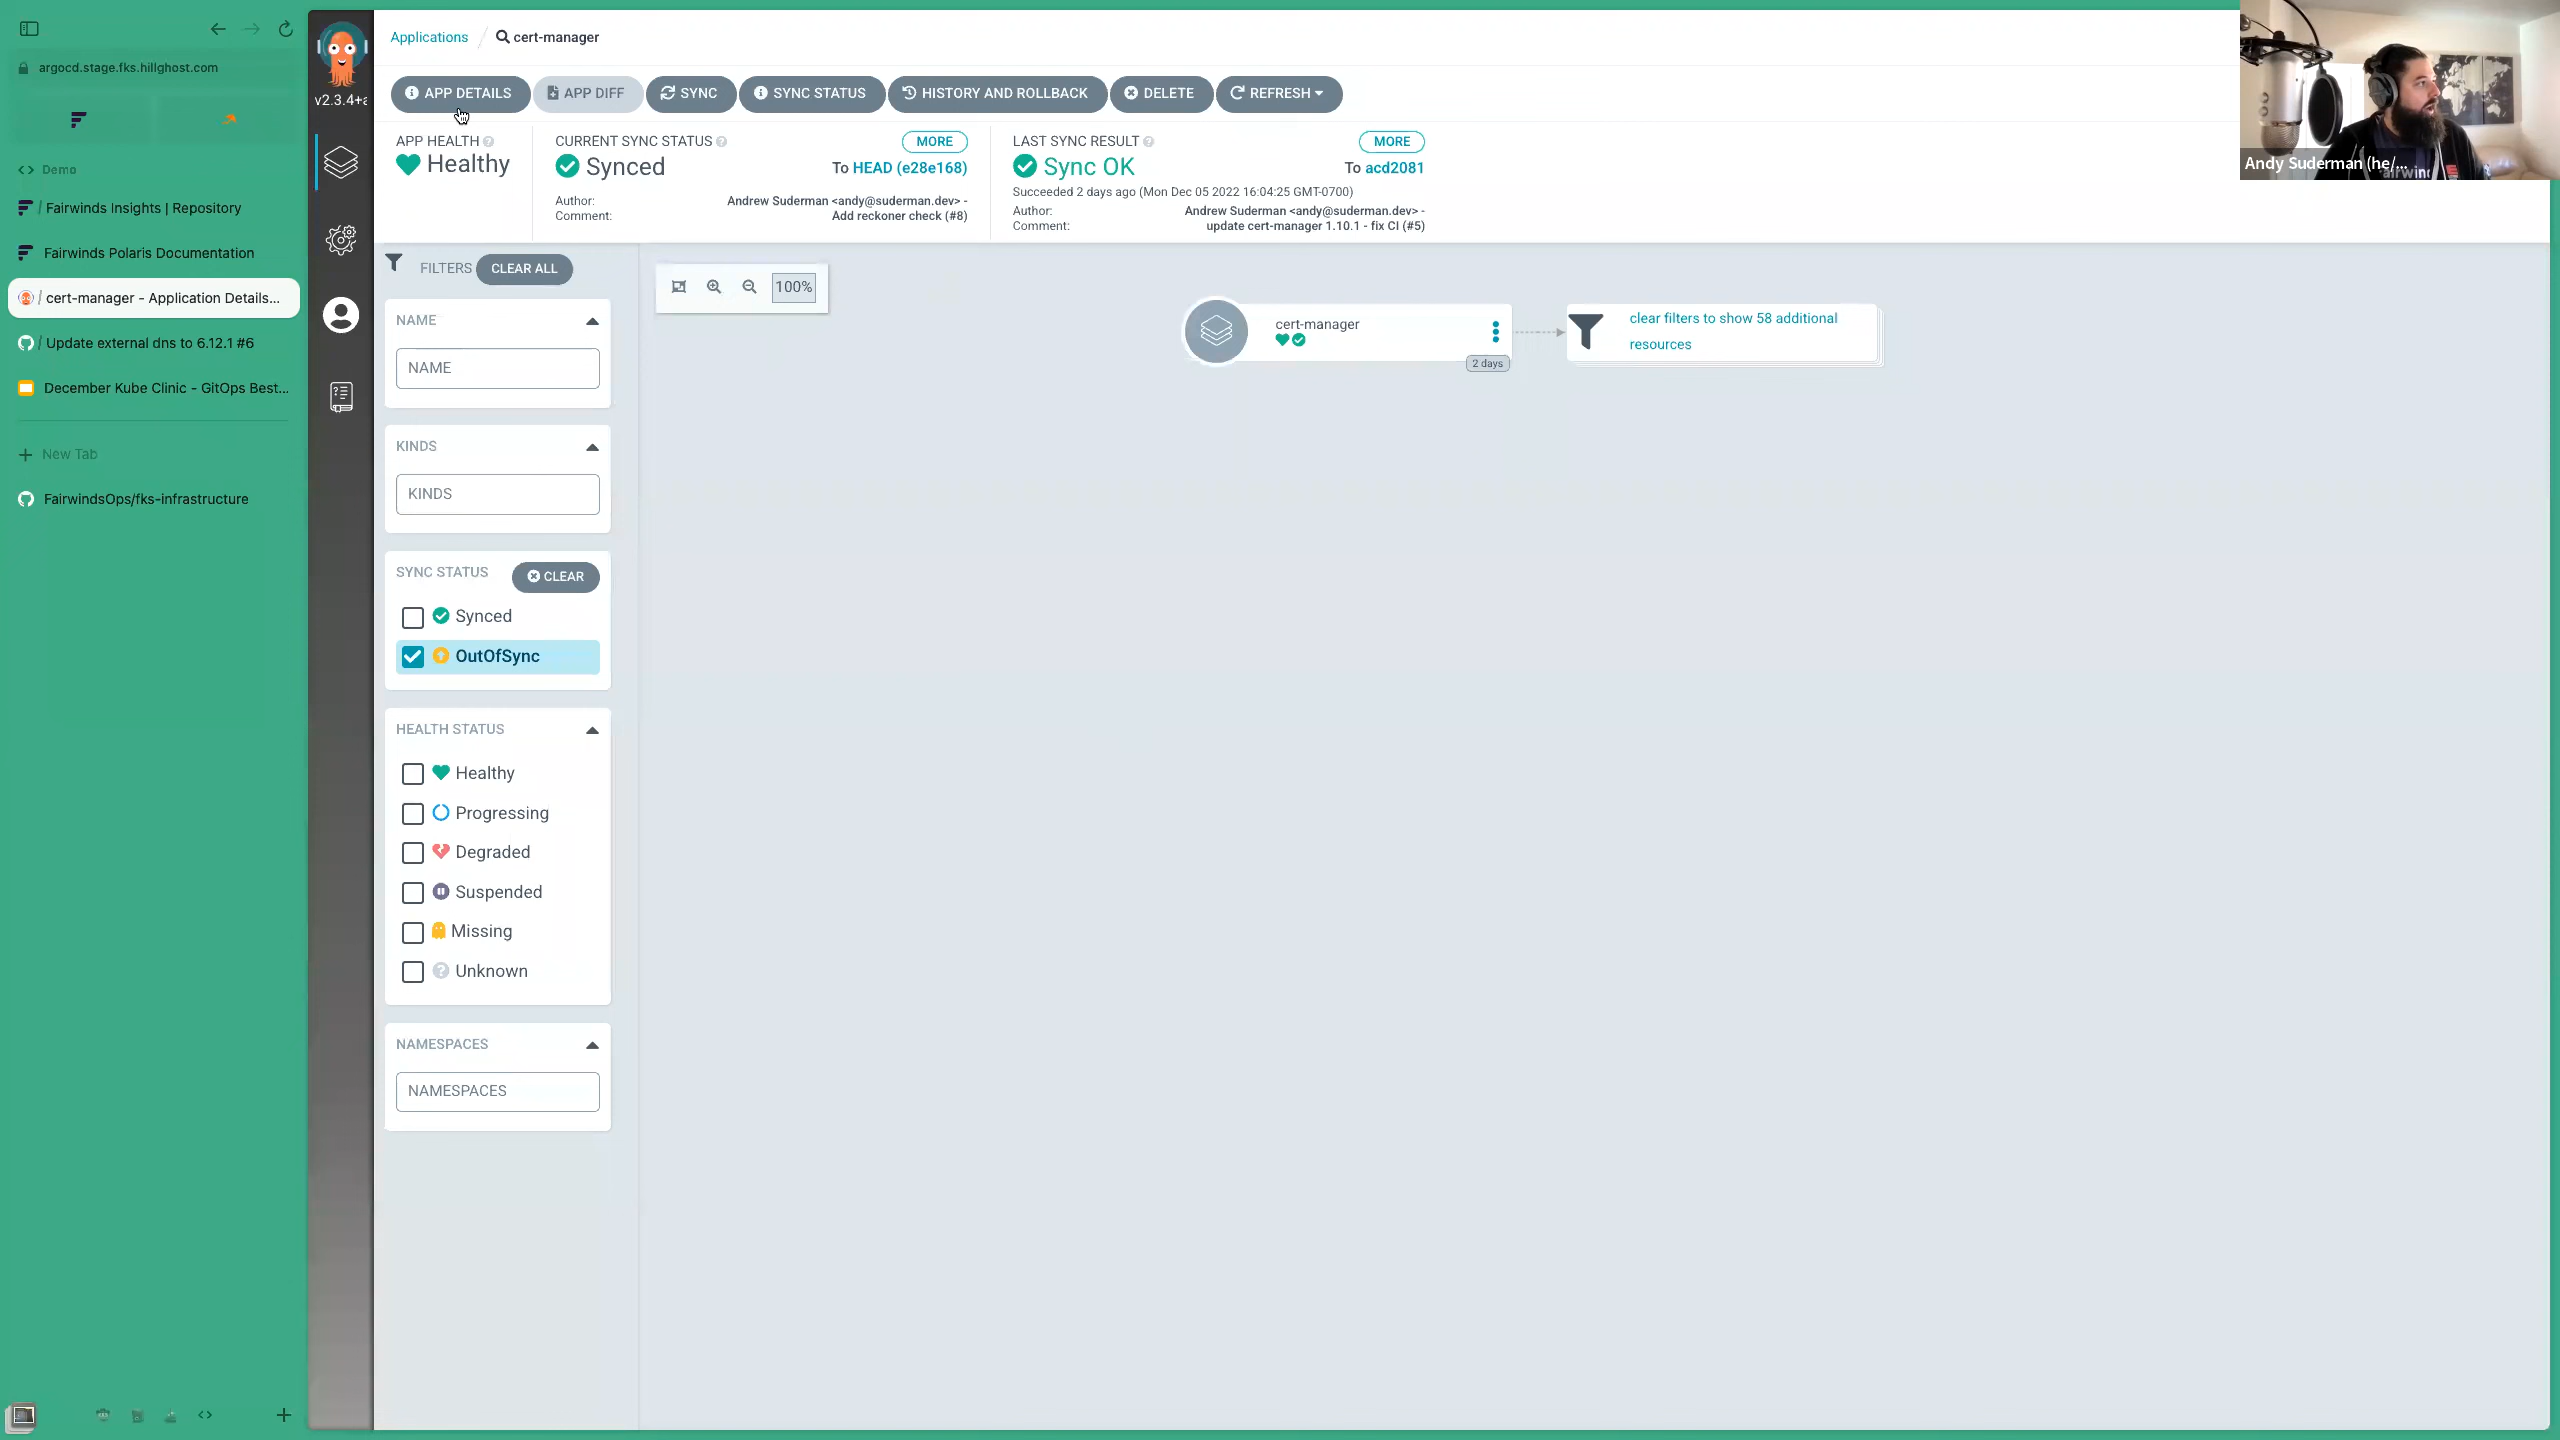 argocd.stage.fks.hillghost.com
Demo
/ Fairwinds Insights | Repository
Fairwinds Polaris Documentation
/ cert-manager - Application Details...
/ Update external dns to 6.12.1 #6
December Kube Clinic - GitOps Best...
New Tab
FairwindsOps/fks-infrastructure
v2.3.4+a
Applications / cert-manager
APP DETAILS
APP DIFF
SYNC
SYNC STATUS
HISTORY AND ROLLBACK
DELETE
REFRESH
APP HEALTH
Healthy
CURRENT SYNC STATUS
MORE
Synced
To HEAD (e28e168)
Author: Andrew Suderman <andy@suderman.dev> -
Comment: Add reckoner check (#8)
LAST SYNC RESULT
MORE
Sync OK
To acd2081
Succeeded 2 days ago (Mon Dec 05 2022 16:04:25 GMT-0700)
Author: Andrew Suderman <andy@suderman.dev> -
Comment: update cert-manager 1.10.1 - fix CI (#5)
Andy Suderman (he/...
FILTERS
CLEAR ALL
NAME
NAME
KINDS
KINDS
SYNC STATUS
CLEAR
Synced
OutOfSync
HEALTH STATUS
Healthy
Progressing
Degraded
Suspended
Missing
Unknown
NAMESPACES
NAMESPACES
100%
cert-manager
2 days
clear filters to show 58 additional
resources